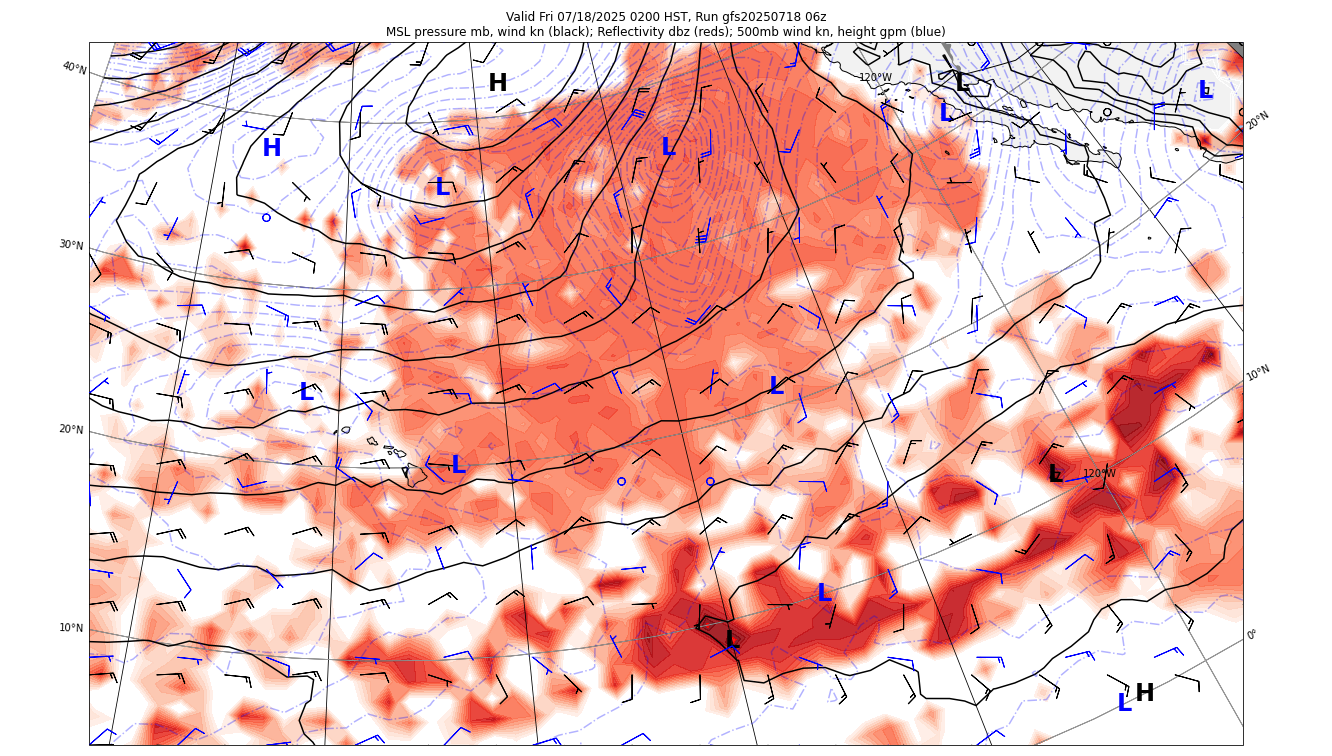 Valid Fri 07/18/2025 0200 HST, Run gfs20250718 06z
MSL pressure mb, wind kn (black); Reflectivity dbz (reds); 500mb wind kn, height gpm (blue)
40°N
H
120°W
L
L
L
20°N
H
L
L
30°N
10°N
L
L
20°N
L
L
120°W
10°N
L
L
0°
L
H